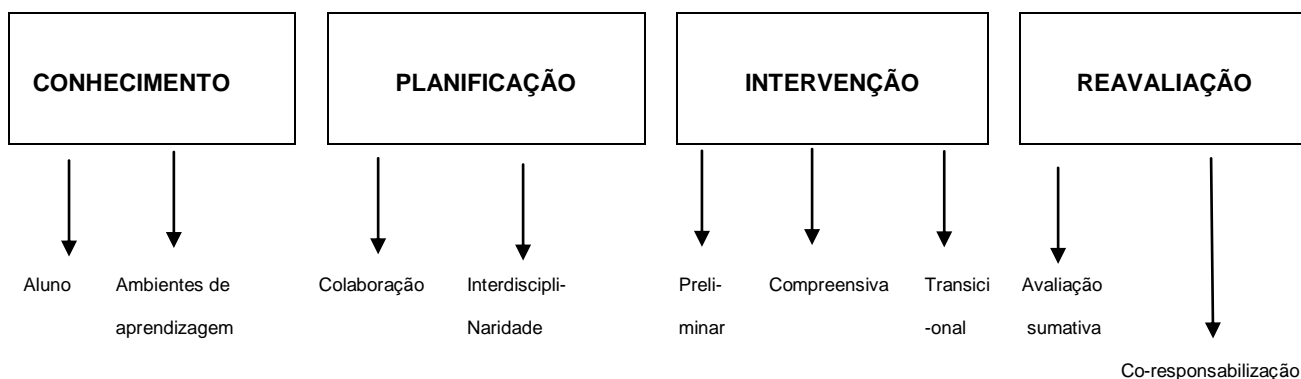 CONHECIMENTO PLANIFICAÇÃO INTERVENÇÃO REAVALIAÇÃO
Aluno Ambientes de Colaboração Interdiscipli- Preli- Compreensiva Transici Avaliação
aprendizagem Naridade minar -onal sumativa
Co-responsabilização